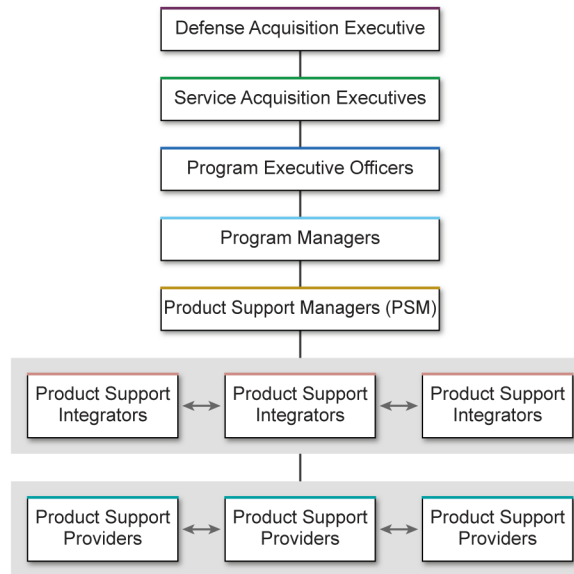 Defense Acquisition Executive
Service Acquisition Executives
Program Executive Officers
Program Managers
Product Support Managers (PSM)
Product Support
Integrators
Product Support
Integrators
Product Support
Integrators
Product Support
Providers
Product Support
Providers
Product Support
Providers